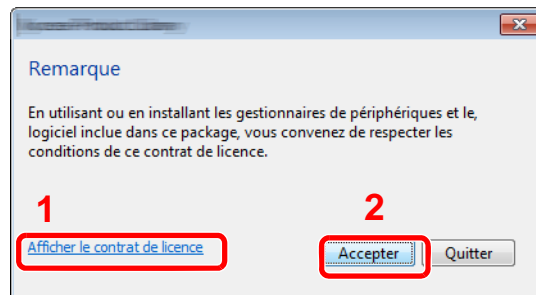 Remarque
En utilisant ou en installant les gestionnaires de périphériques et le,
logiciel inclue dans ce package, vous convenez de respecter les
conditions de ce contrat de licence.
1
2
Afficher le contrat de licence
Accepter
Quitter